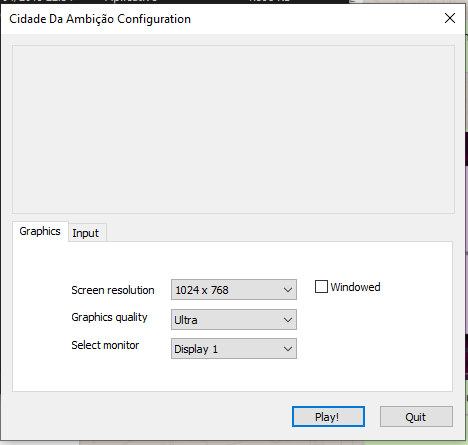 Cidade Da Ambição Configuration
Graphics
Input
Screen resolution
1024 x 768
Windowed
Graphics quality
Ultra
Select monitor
Display 1
Play!
Quit